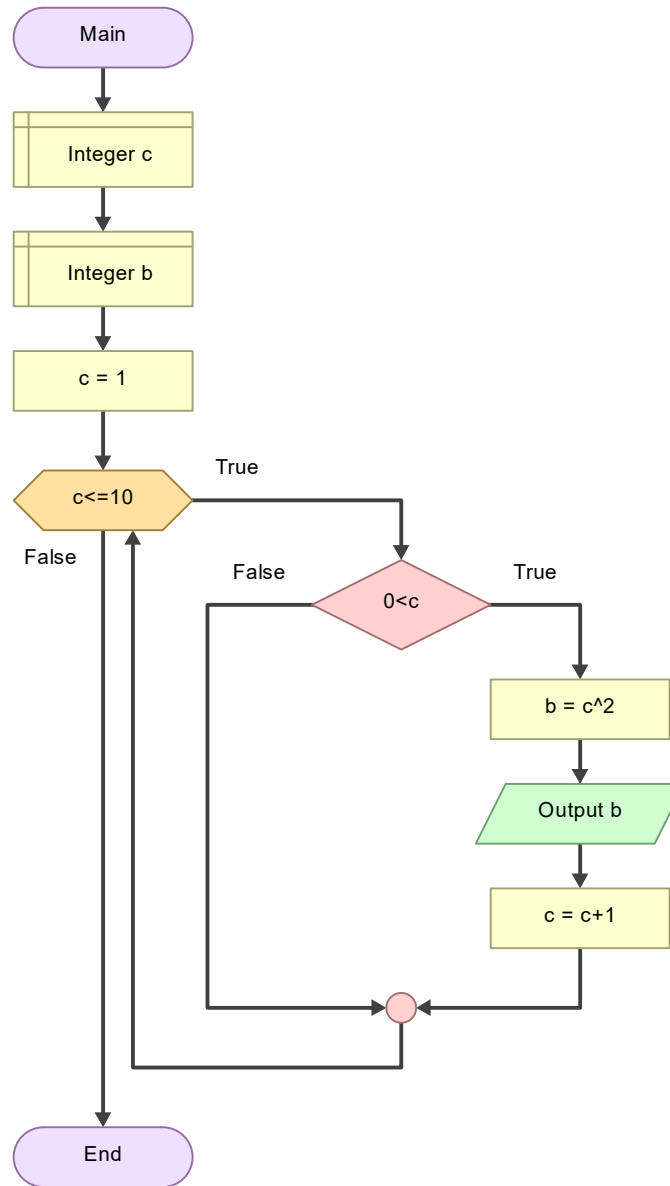 Main
Integer c
Integer b
c = 1
c<=10
True
False
0<c
False
True
b = c^2
Output b
c = c+1
End